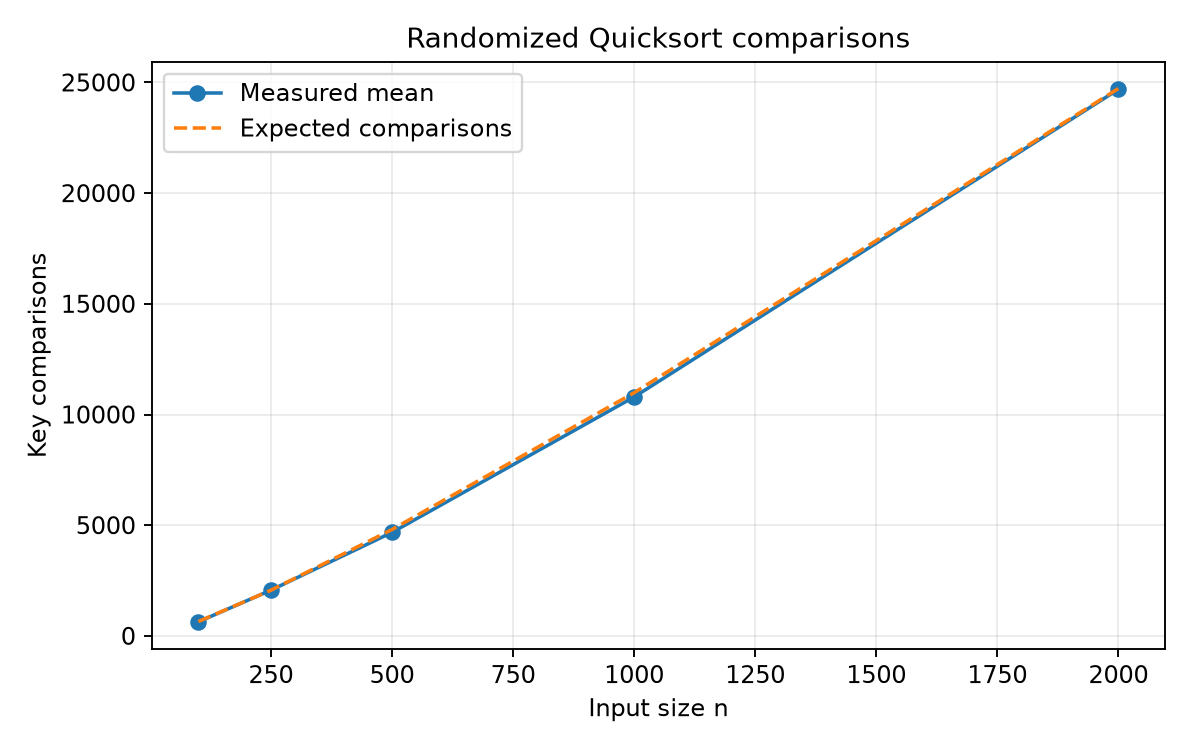 Randomized Quicksort comparisons
Measured mean
Expected comparisons
25000
20000
15000
10000
5000
0
Key comparisons
250 500 750 1000 1250 1500 1750 2000
Input size n